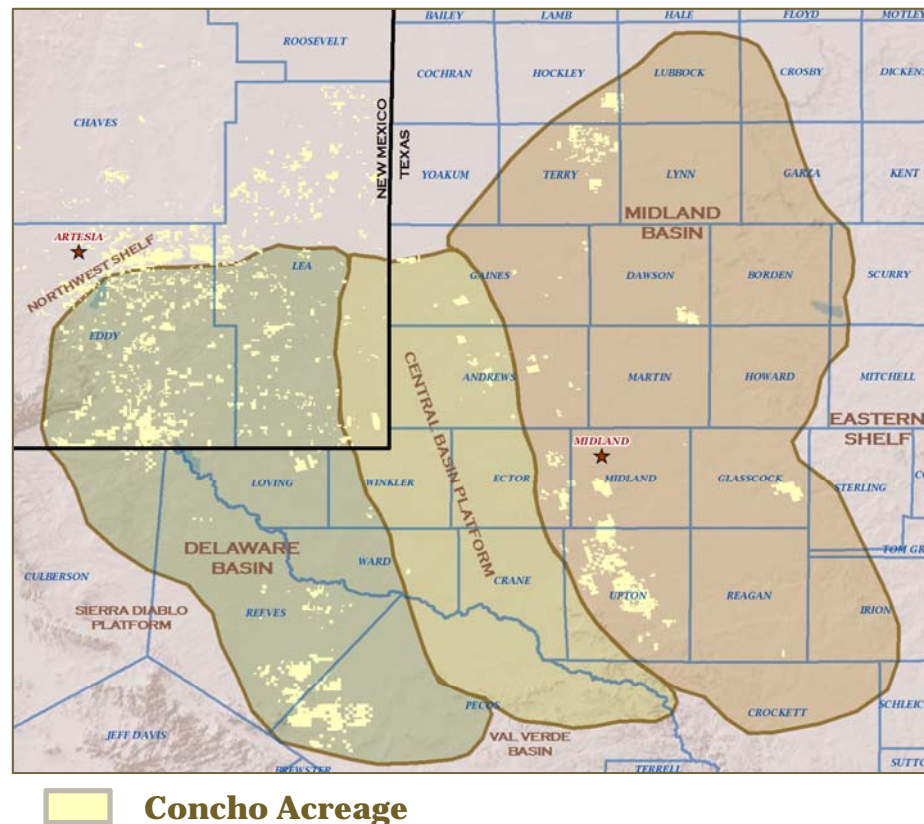 BAILEY
LAMB
HALE
FLOYD
MOTLEY
ROOSEVELT
COCHRAN
HOCKLEY
LUBBOCK
CROSBY
DICKENS
CHAVES
NEW MEXICO
TEXAS
YOAKUM
TERRY
LYNN
GARZA
KENT
MIDLAND
BASIN
ARTESIA
NORTHWEST SHELF
LEA
GAINES
DAWSON
BORDEN
SCURRY
EDDY
CENTRAL BASIN PLATFORM
ANDREWS
MARTIN
HOWARD
MITCHELL
EASTERN
SHELF
MIDLAND
LOVING
WINKLER
ECTOR
MIDLAND
GLASSCOCK
STERLING
CO
DELAWARE
BASIN
WARD
CRANE
TOM GR
CULBERSON
SIERRA DIABLO
PLATFORM
REEVES
UPTON
REAGAN
IRION
PECOS
CROCKETT
SCHLEIC
JEFF DAVIS
VAL VERDE
BASIN
BREWSTER
TERRELL
SUTTO
Concho Acreage